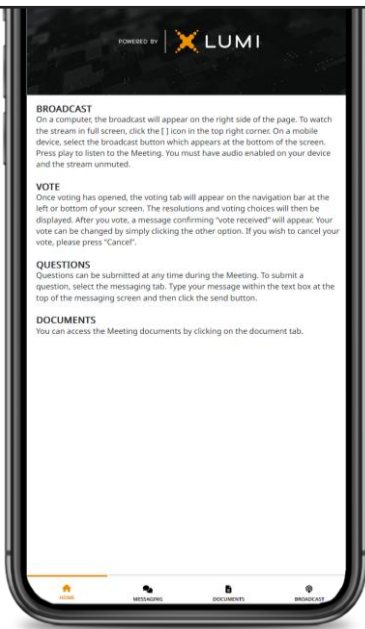 POWERED BY LUMI
BROADCAST
On a computer, the broadcast will appear on the right side of the page. To watch
the stream in full screen, click the [ ] icon in the top right corner. On a mobile
device, select the broadcast button which appears at the bottom of the screen.
Press play to listen to the Meeting. You must have audio enabled on your device
and the stream unmuted.
VOTE
Once voting has opened, the voting tab will appear on the navigation bar at the
left or bottom of your screen. The resolutions and voting choices will then be
displayed. After you vote, a message confirming “vote received” will appear. Your
vote can be changed by simply clicking the other option. If you wish to cancel your
vote, please press “Cancel”.
QUESTIONS
Questions can be submitted at any time during the Meeting. To submit a
question, select the messaging tab. Type your message within the text box at the
top of the messaging screen and then click the send button.
DOCUMENTS
You can access the Meeting documents by clicking on the document tab.
HOME MESSAGING DOCUMENTS BROADCAST